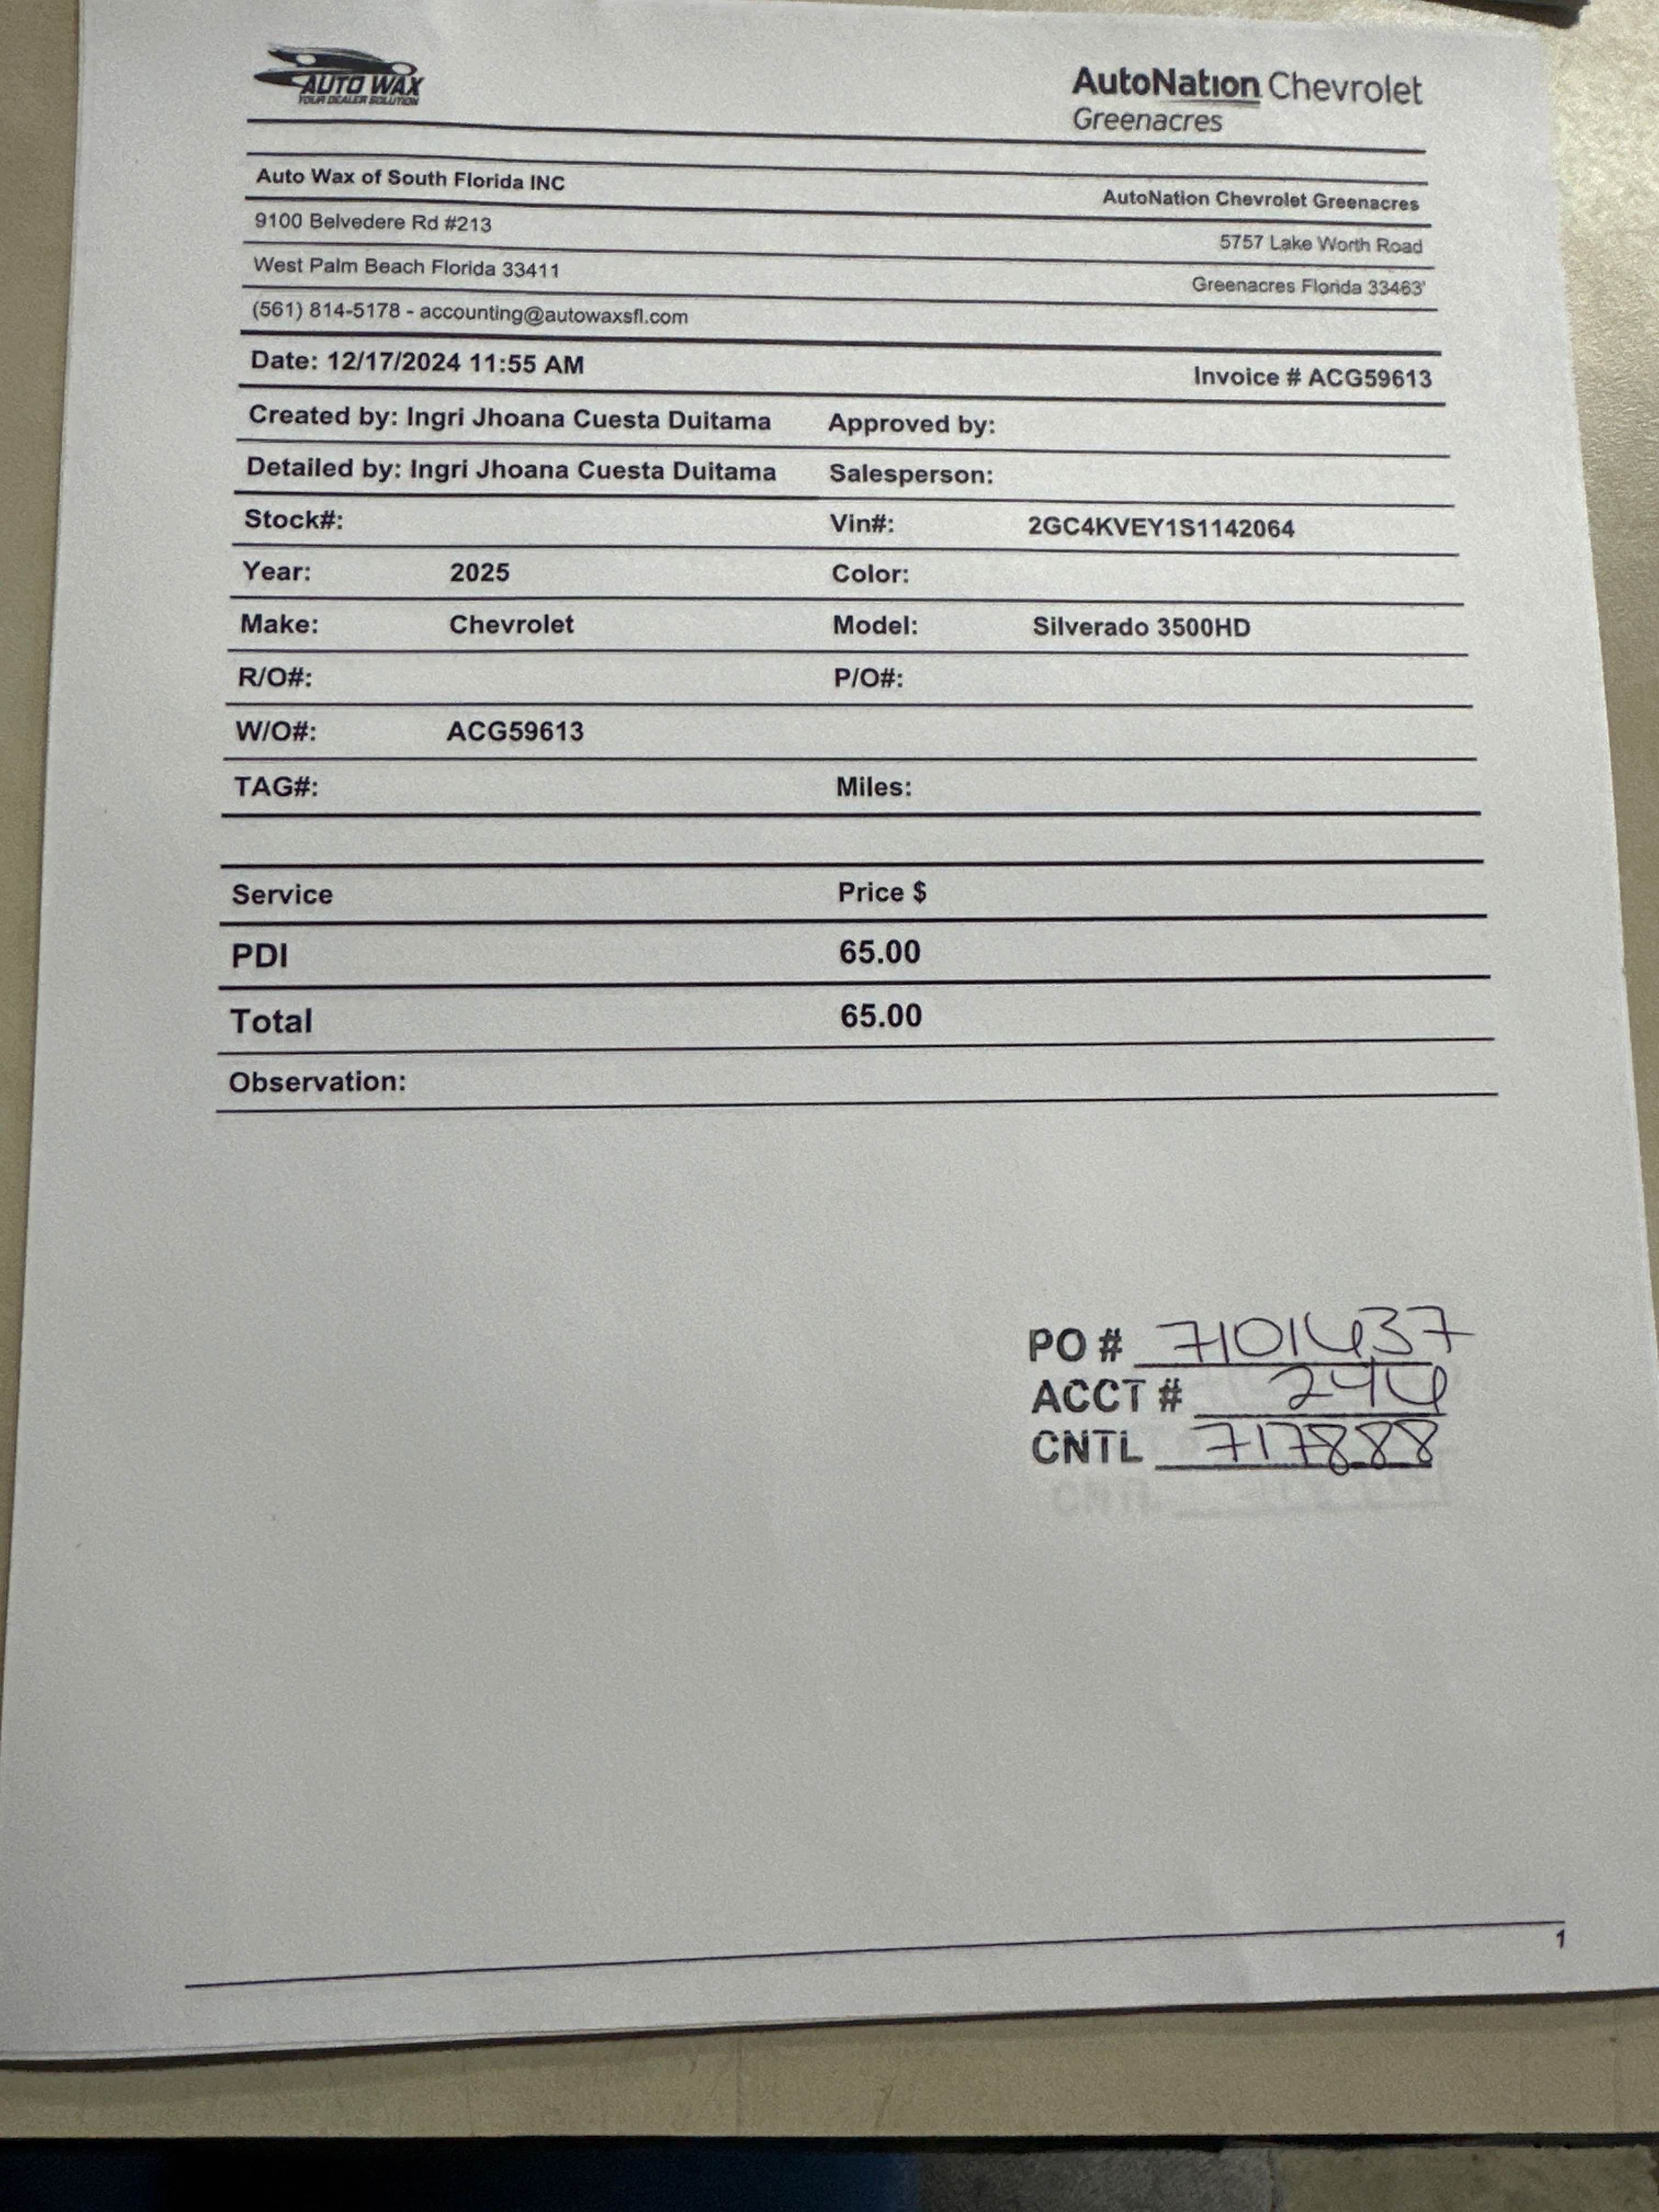 AUTO WAX
YOUR DEALER SOLUTION
AutoNation Chevrolet
Greenacres
Auto Wax of South Florida INC
AutoNation Chevrolet Greenacres
9100 Belvedere Rd #213
5757 Lake Worth Road
West Palm Beach Florida 33411
Greenacres Florida 33463'
(561) 814-5178 - accounting@autowaxsfl.com
Date: 12/17/2024 11:55 AM
Invoice # ACG59613
Created by: Ingri Jhoana Cuesta Duitama Approved by:
Detailed by: Ingri Jhoana Cuesta Duitama Salesperson:
Stock#: Vin#: 2GC4KVEY1S1142064
Year: 2025 Color:
Make: Chevrolet Model: Silverado 3500HD
R/O#: P/O#:
W/O#: ACG59613
TAG#: Miles:
Service Price $
PDI 65.00
Total 65.00
Observation:
PO #
ACCT #
CNTL 717888
1